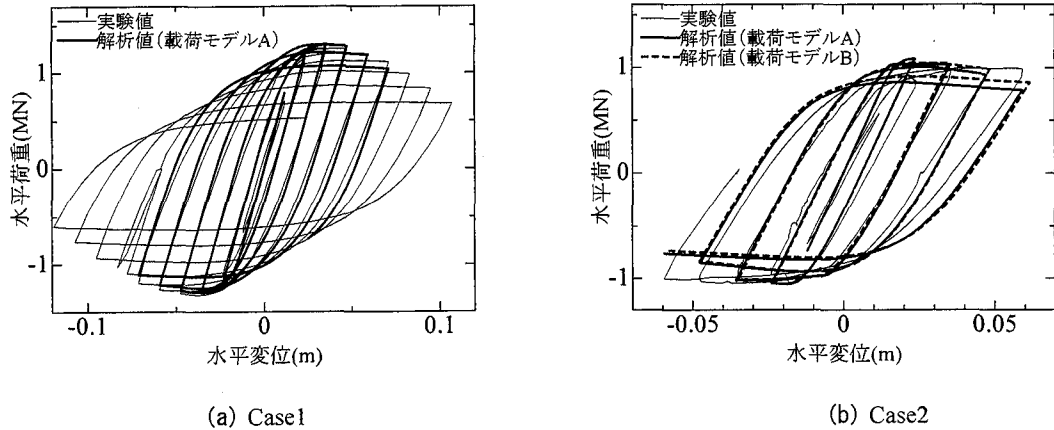 実験値
解析値(載荷モデルA)
水平荷重(MN)
1
0
-1
-0.1
0
0.1
水平変位(m)
(a) Case1
実験値
解析値(載荷モデルA)
解析値(載荷モデルB)
水平荷重(MN)
1
0
-1
-0.05
0
0.05
水平変位(m)
(b) Case2